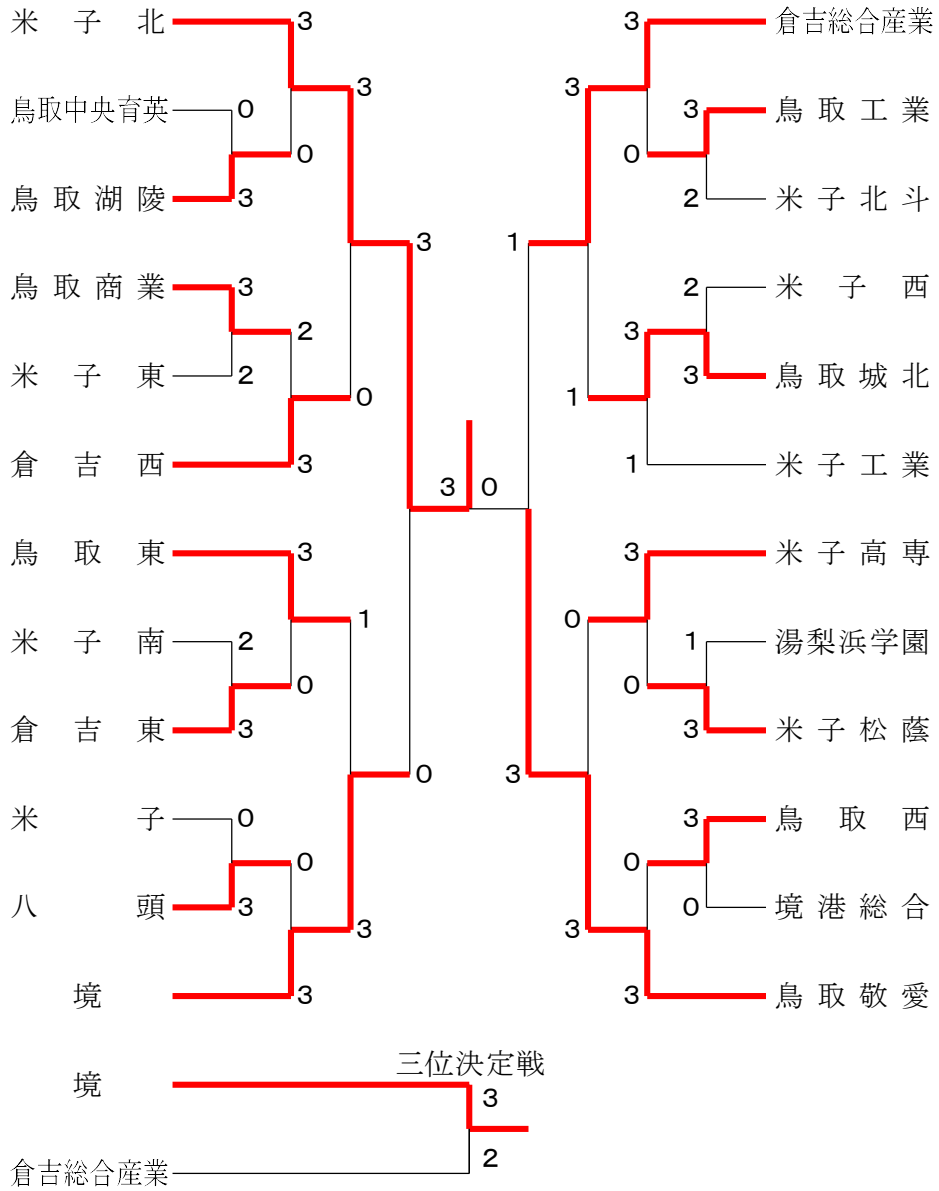 米子北 3 3 倉吉総合産業
3 3
鳥取中央育英 0 3 鳥取工業
0 0
鳥取湖陵 3 2 米子北斗
3 1
鳥取商業 3 2 米子西
2 3
米子東 2 3 鳥取城北
0 1
倉吉西 3 1 米子工業
3 0
鳥取東 3 3 米子高専
1 0
米子南 2 1 湯梨浜学園
0 0
倉吉東 3 3 米子松蔭
0 3
米子 0 3 鳥取西
0 0
八頭 3 0 境港総合
3 3
境 3 3 鳥取敬愛
三位決定戦
境 3
2
倉吉総合産業